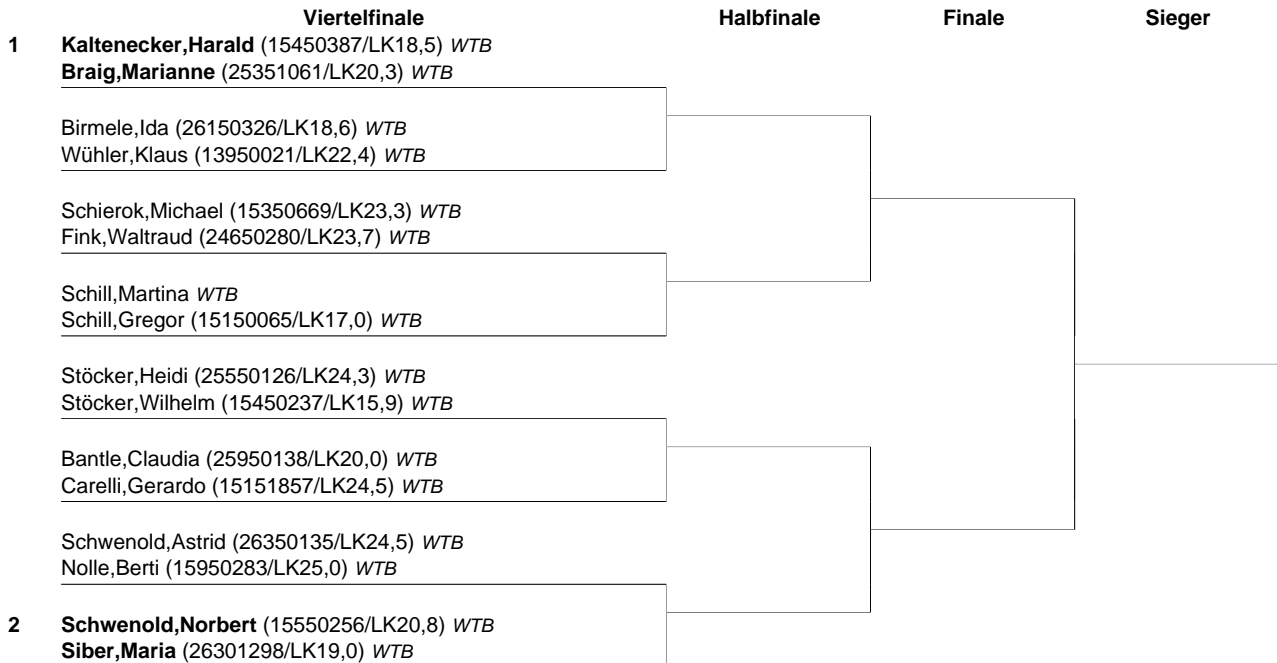 Viertelfinale Halbfinale Finale Sieger
1 Kaltenecker,Harald (15450387/LK18,5) WTB
Braig,Marianne (25351061/LK20,3) WTB
Birmele,Ida (26150326/LK18,6) WTB
Wühler,Klaus (13950021/LK22,4) WTB
Schierok,Michael (15350669/LK23,3) WTB
Fink,Waltraud (24650280/LK23,7) WTB
Schill,Martina WTB
Schill,Gregor (15150065/LK17,0) WTB
Stöcker,Heidi (25550126/LK24,3) WTB
Stöcker,Wilhelm (15450237/LK15,9) WTB
Bantle,Claudia (25950138/LK20,0) WTB
Carelli,Gerardo (15151857/LK24,5) WTB
Schwenold,Astrid (26350135/LK24,5) WTB
Nolle,Berti (15950283/LK25,0) WTB
2 Schwenold,Norbert (15550256/LK20,8) WTB
Siber,Maria (26301298/LK19,0) WTB